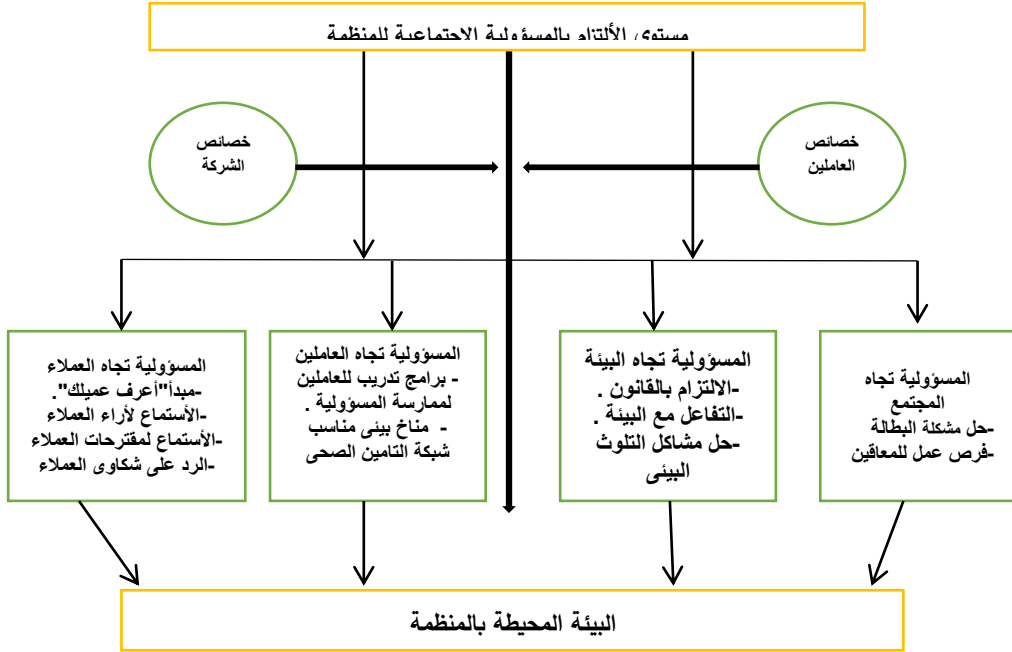 مستوى الألتزام بالمسؤولية الاجتماعية للمنظمة
خصائص
العاملين
خصائص
الشركة
المسؤولية تجاه
المجتمع
-حل مشكلة البطالة
-فرص عمل للمعاقين
المسؤولية تجاه البيئة
-الالتزام بالقانون .
-التفاعل مع البيئة .
-حل مشاكل التلوث
البيئى
المسؤولية تجاه العاملين
- برامج تدريب للعاملين
لممارسة المسؤولية .
- مناخ بيئى مناسب
شبكة التامين الصحى
المسؤولية تجاه العملاء
-مبدأ"أعرف عميلك".
-الأستماع لأراء العملاء
-الأستماع لمقترحات العملاء
-الرد على شكاوى العملاء
البيئة المحيطة بالمنظمة